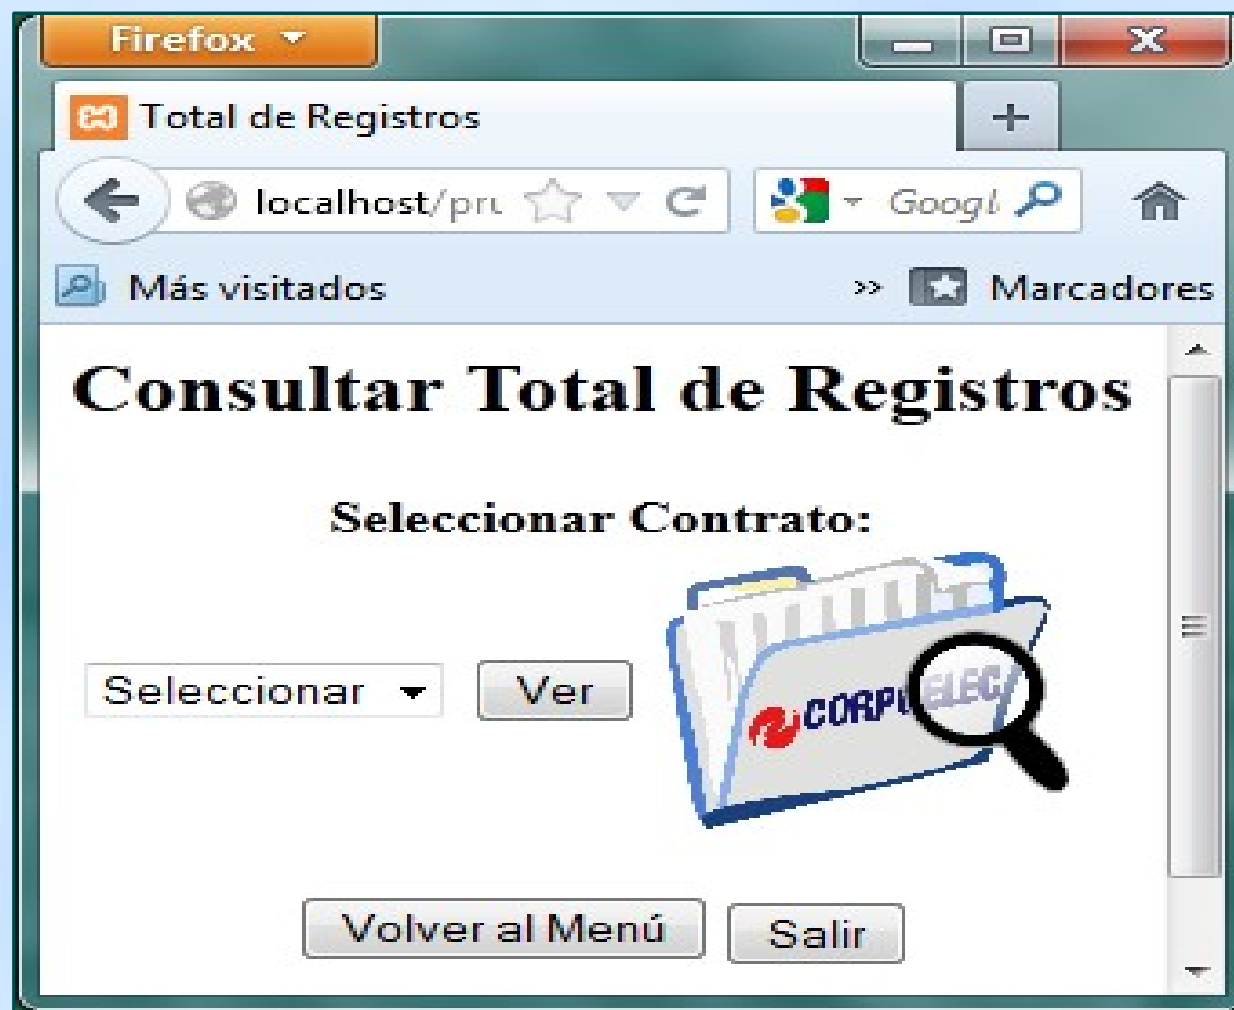 Firefox
Total de Registros
localhost/pru Googl
Más visitados » Marcadores
Consultar Total de Registros
Seleccionar Contrato:
Seleccionar Ver
CORPOELEC
Volver al Menú Salir